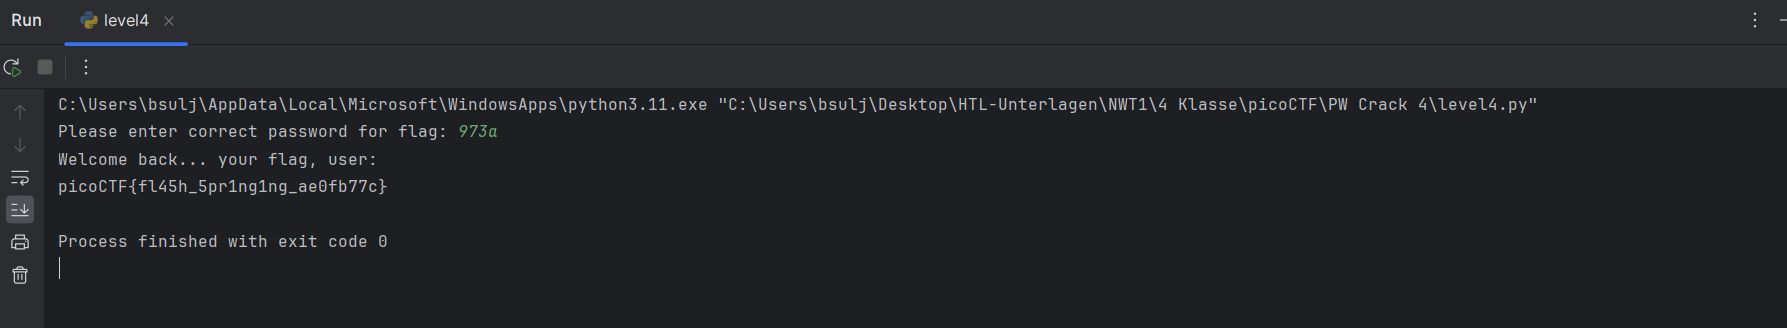 Run level4
C:\Users\bsulj\AppData\Local\Microsoft\WindowsApps\python3.11.exe "C:\Users\bsulj\Desktop\HTL-Unterlagen\NWT1\4 Klasse\picoCTF\PW Crack 4\level4.py"
Please enter correct password for flag: 973a
Welcome back... your flag, user:
picoCTF{fl45h_5pr1ng1ng_ae0fb77c}
Process finished with exit code 0